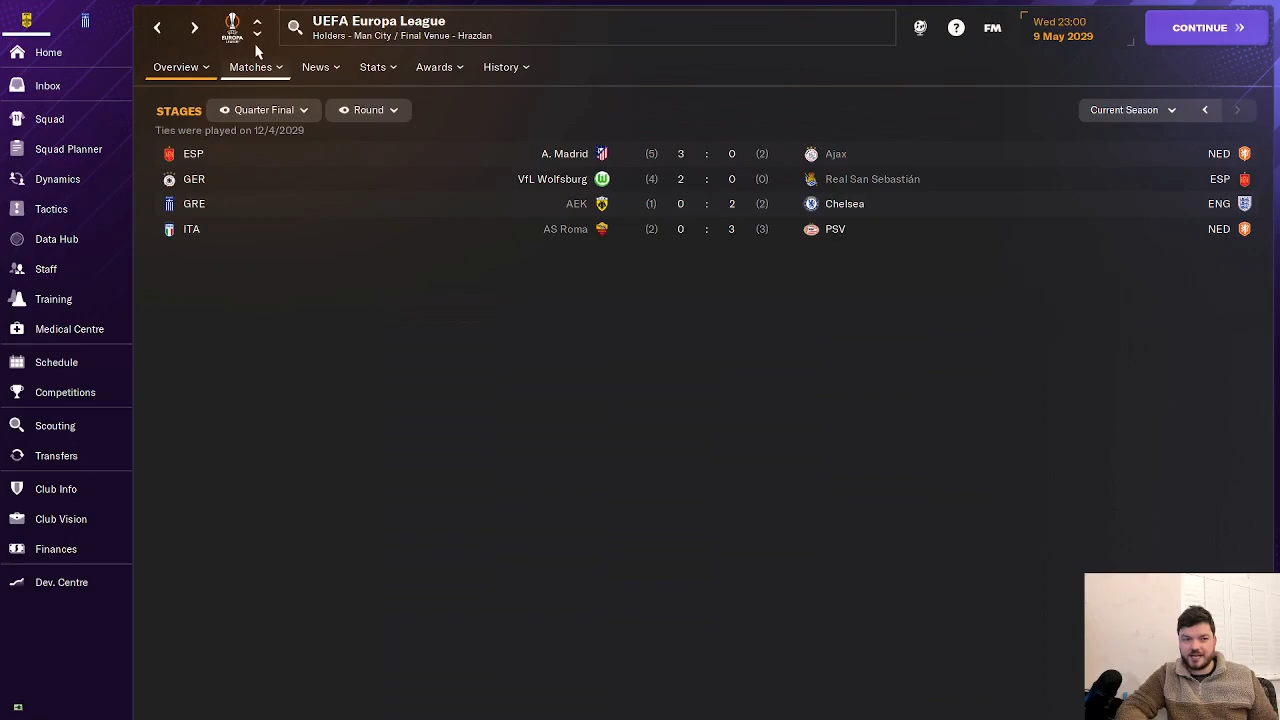 UEFA Europa League
Holders - Man City / Final Venue - Hrazdan
FM
Wed 23:00
9 May 2029
CONTINUE
EUROPA
Overview
Matches
News
Stats
Awards
History
Home
Inbox
Squad
Squad Planner
Dynamics
Tactics
Data Hub
Staff
Training
Medical Centre
Schedule
Competitions
Scouting
Transfers
Club Info
Club Vision
Finances
Dev. Centre
STAGES
Quarter Final
Round
Current Season
Ties were played on 12/4/2029
ESP A. Madrid (5) 3 : 0 (2) Ajax NED
GER VfL Wolfsburg (4) 2 : 0 (0) Real San Sebastián ESP
GRE AEK (1) 0 : 2 (2) Chelsea ENG
ITA AS Roma (2) 0 : 3 (3) PSV NED